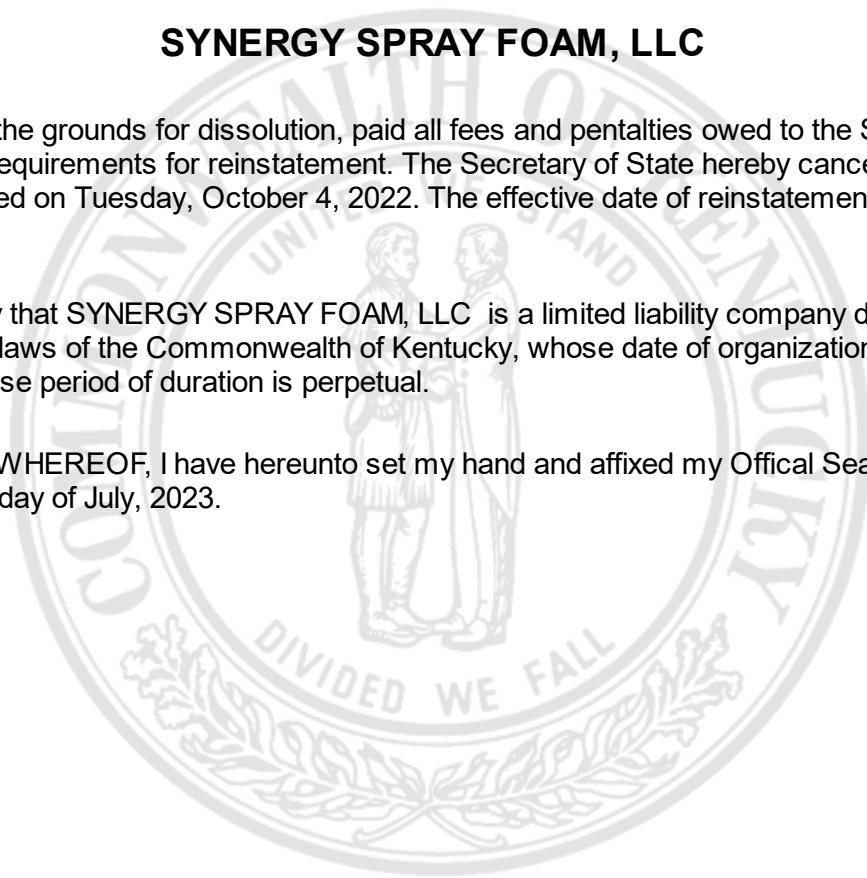 SYNERGY SPRAY FOAM, LLC
the grounds for dissolution, paid all fees and pentalties owed to the S
equirements for reinstatement. The Secretary of State hereby cance
ed on Tuesday, October 4, 2022. The effective date of reinstatemen
y that SYNERGY SPRAY FOAM, LLC is a limited liability company d
laws of the Commonwealth of Kentucky, whose date of organization
se period of duration is perpetual.
WHEREOF, I have hereunto set my hand and affixed my Offical Sea
day of July, 2023.
COMMONWEALTH OF KENTUCKY
UNITED WE STAND
DIVIDED WE FALL